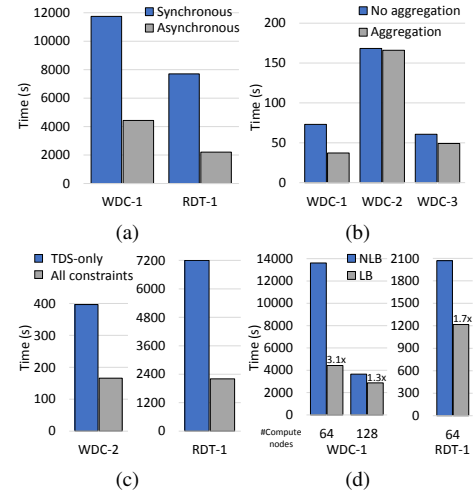 Synchronous
Asynchronous
12000
10000
8000
6000
4000
2000
0
Time (s)
WDC-1 RDT-1
(a)
No aggregation
Aggregation
200
150
100
50
0
Time (s)
WDC-1 WDC-2 WDC-3
(b)
TDS-only
All constraints
400
300
200
100
0
Time (s)
WDC-2
7200
6000
4800
3600
2400
1200
0
RDT-1
(c)
NLB
LB
14000
12000
10000
8000
6000
4000
2000
0
Time (s)
3.1x
1.3x
#Compute
nodes
64 128
WDC-1
2100
1800
1500
1200
900
600
300
0
1.7x
64
RDT-1
(d)